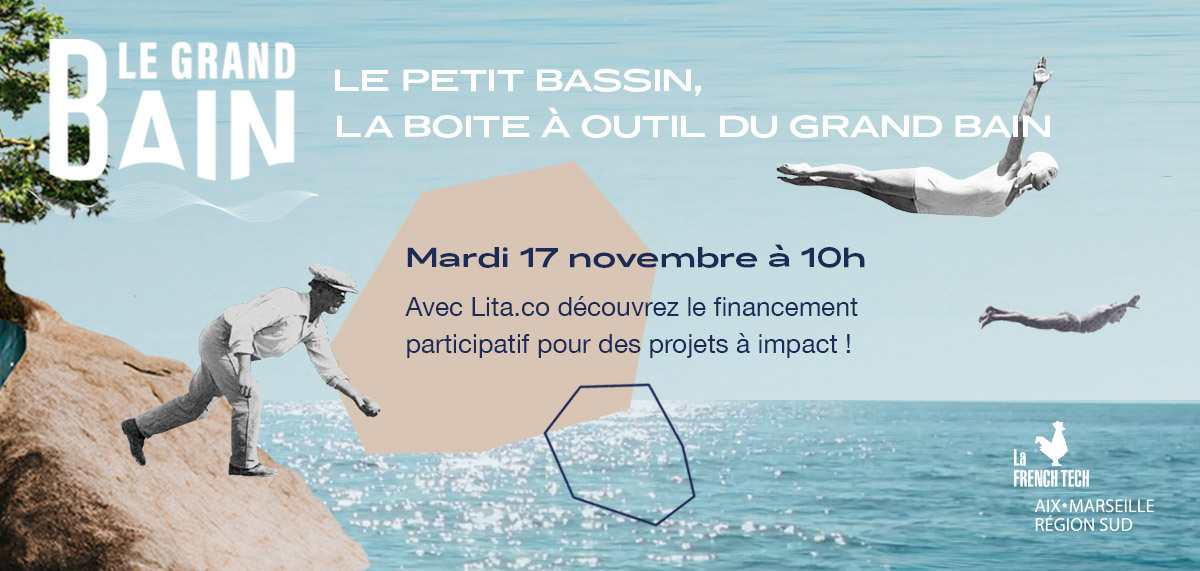 LE GRAND
BAIN
LE PETIT BASSIN,
LA BOITE À OUTIL DU GRAND BAIN
Mardi 17 novembre à 10h
Avec Lita.co découvrez le financement
participatif pour des projets à impact !
La
FRENCH TECH
AIX•MARSEILLE
RÉGION SUD